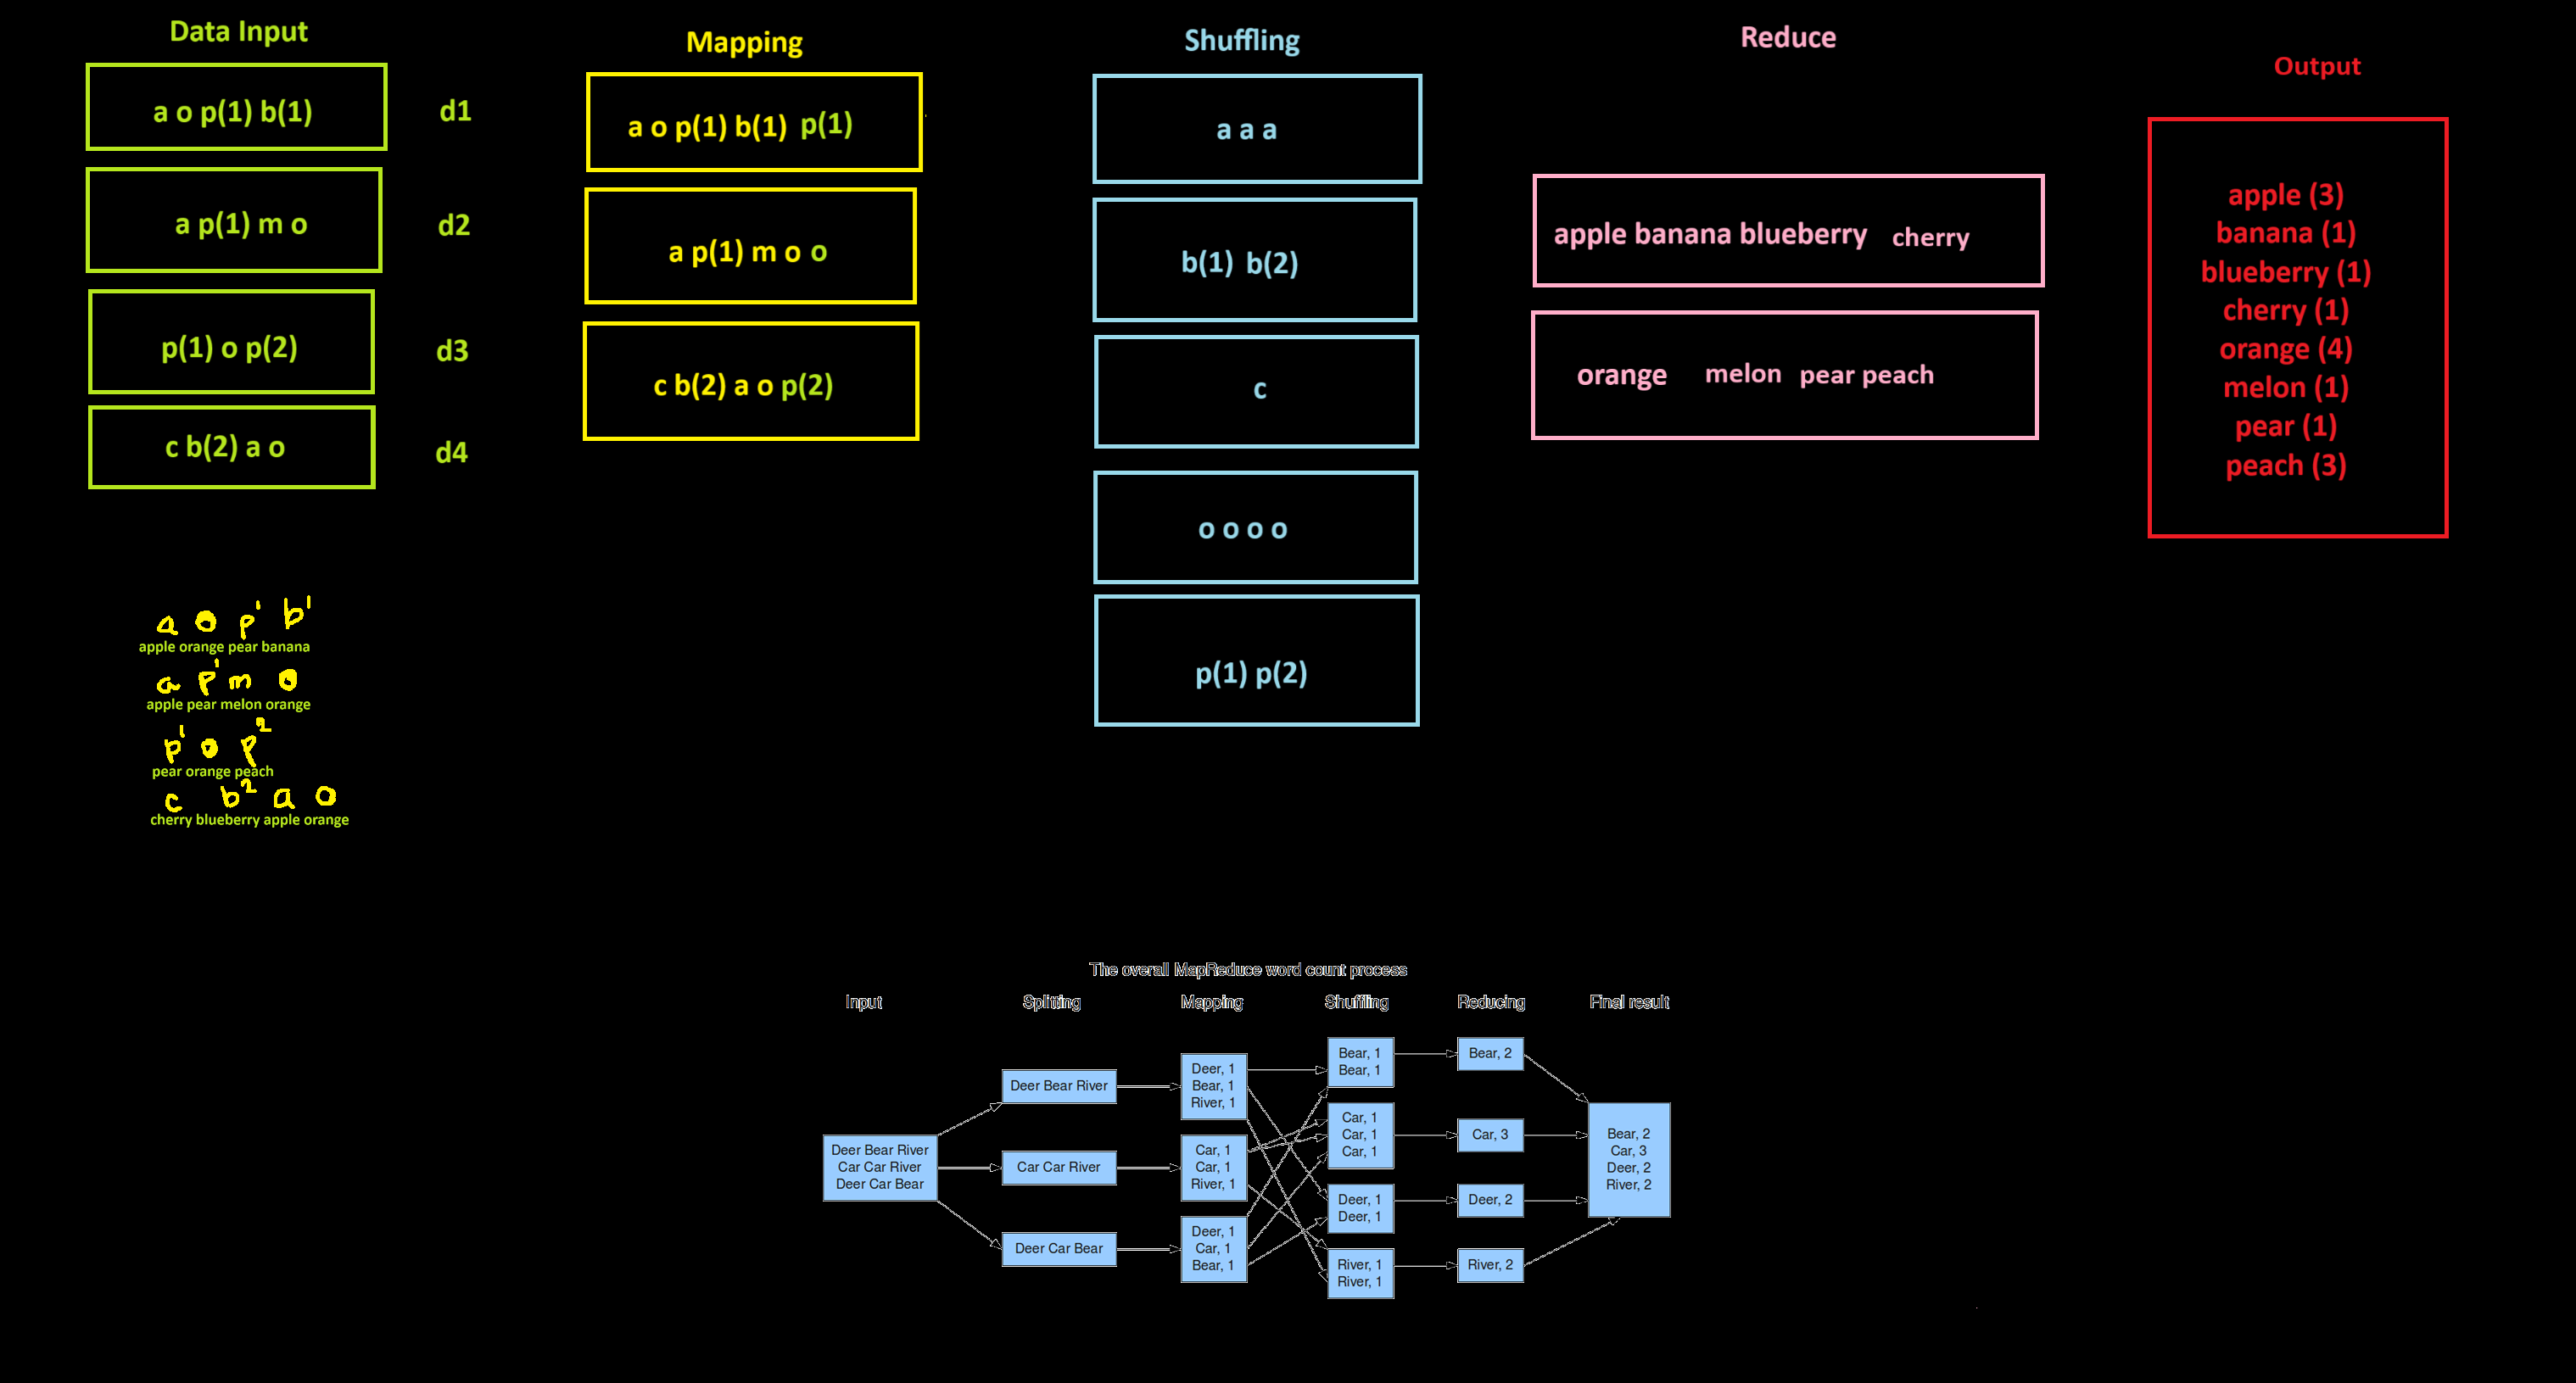 Data Input
a o p(1) b(1)
d1
a p(1) m o
d2
p(1) o p(2)
d3
c b(2) a o
d4
a o p1 b1
apple orange pear banana
a p1 m o
apple pear melon orange
p1 o p2
pear orange peach
c b2 a o
cherry blueberry apple orange
Mapping
a o p(1) b(1) p(1)
a p(1) m o o
c b(2) a o p(2)
Shuffling
a a a
b(1) b(2)
c
o o o o
p(1) p(2)
Reduce
apple banana blueberry cherry
orange melon pear peach
Output
apple (3)
banana (1)
blueberry (1)
cherry (1)
orange (4)
melon (1)
pear (1)
peach (3)
The overall MapReduce word count process
Input
Deer Bear River
Car Car River
Deer Car Bear
Splitting
Deer Bear River
Car Car River
Deer Car Bear
Mapping
Deer, 1
Bear, 1
River, 1
Car, 1
Car, 1
River, 1
Deer, 1
Car, 1
Bear, 1
Shuffling
Bear, 1
Bear, 1
Car, 1
Car, 1
Car, 1
Deer, 1
Deer, 1
River, 1
River, 1
Reducing
Bear, 2
Car, 3
Deer, 2
River, 2
Final result
Bear, 2
Car, 3
Deer, 2
River, 2